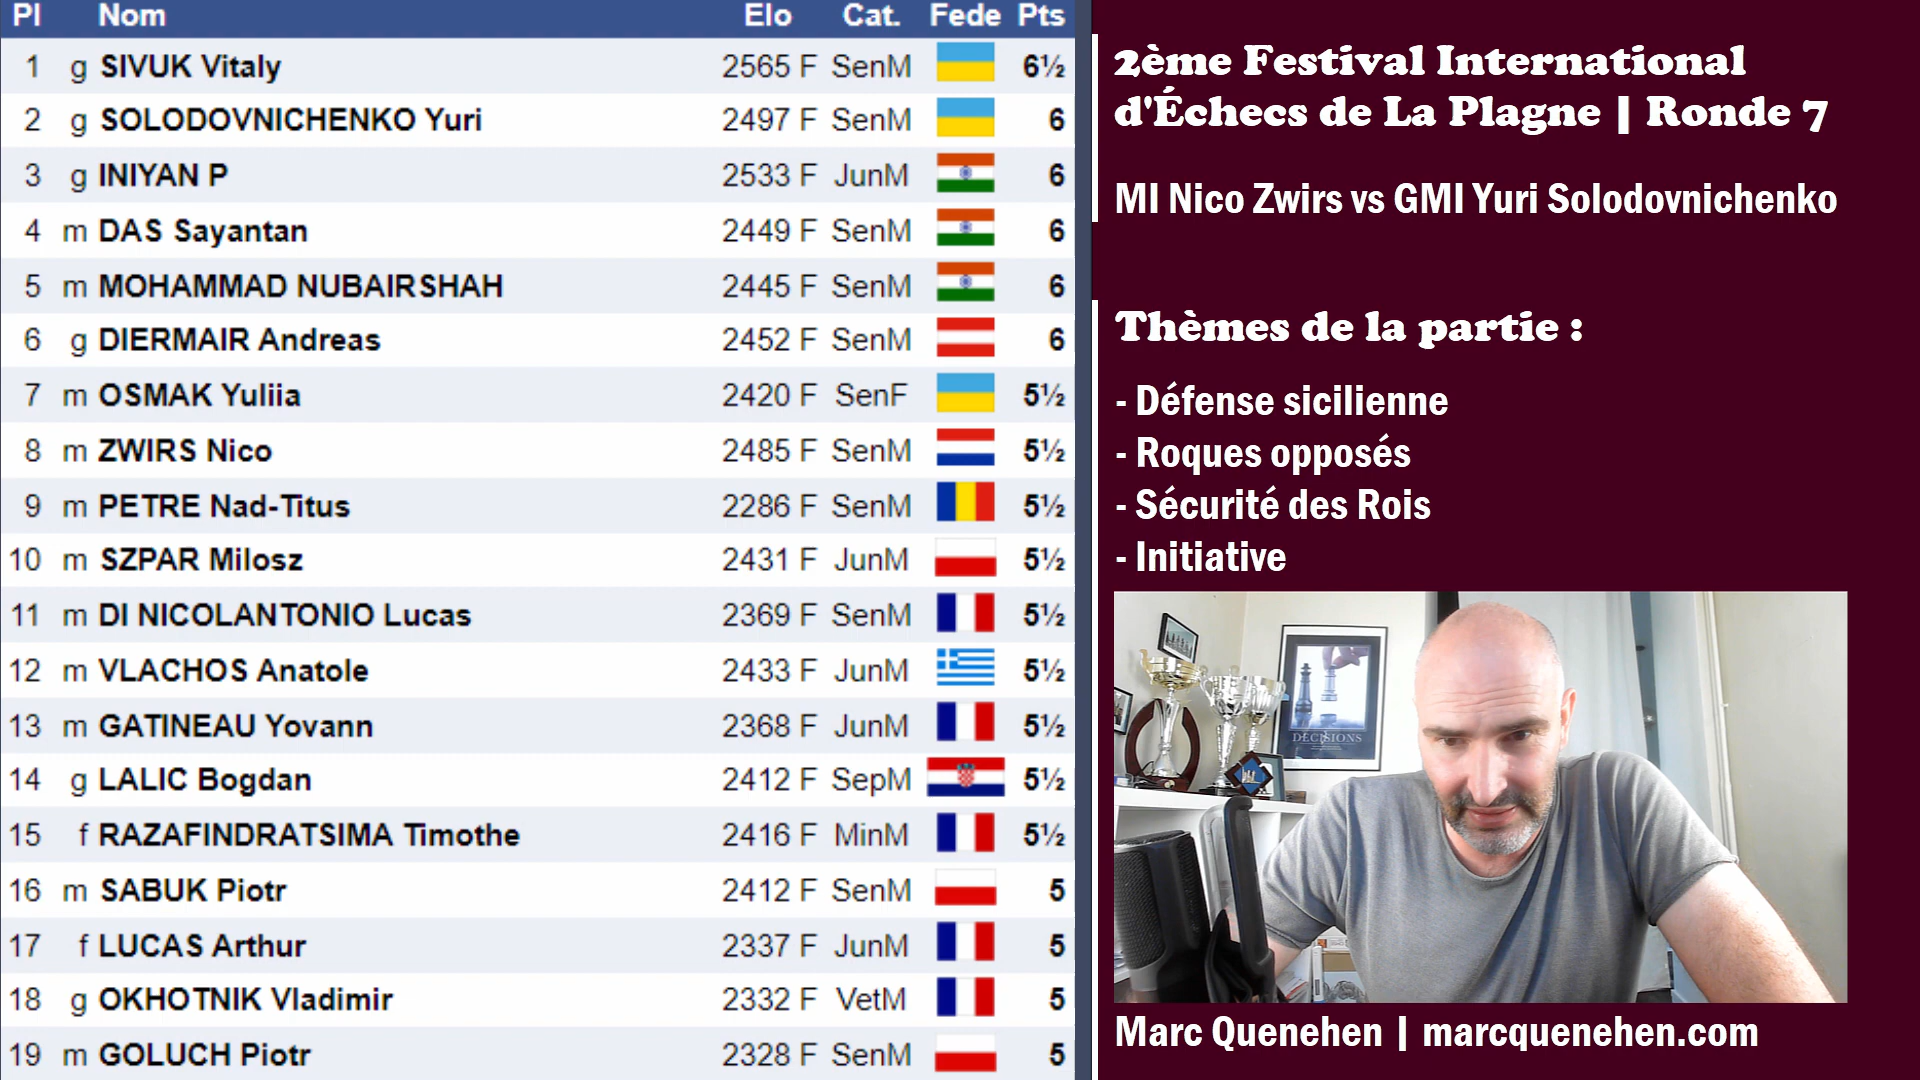 Pl Nom Elo Cat. Fede Pts
1 g SIVUK Vitaly 2565 F SenM 6½
2 g SOLODOVNICHENKO Yuri 2497 F SenM 6
3 g INIYAN P 2533 F JunM 6
4 m DAS Sayantan 2449 F SenM 6
5 m MOHAMMAD NUBAIRSHAH 2445 F SenM 6
6 g DIERMAIR Andreas 2452 F SenM 6
7 m OSMAK Yuliia 2420 F SenF 5½
8 m ZWIRS Nico 2485 F SenM 5½
9 m PETRE Nad-Titus 2286 F SenM 5½
10 m SZPAR Milosz 2431 F JunM 5½
11 m DI NICOLANTONIO Lucas 2369 F SenM 5½
12 m VLACHOS Anatole 2433 F JunM 5½
13 m GATINEAU Yovann 2368 F JunM 5½
14 g LALIC Bogdan 2412 F SepM 5½
15 f RAZAFINDRATSIMA Timothe 2416 F MinM 5½
16 m SABUK Piotr 2412 F SenM 5
17 f LUCAS Arthur 2337 F JunM 5
18 g OKHOTNIK Vladimir 2332 F VetM 5
19 m GOLUCH Piotr 2328 F SenM 5
2ème Festival International
d'Échecs de La Plagne | Ronde 7
MI Nico Zwirs vs GMI Yuri Solodovnichenko
Thèmes de la partie :
- Défense sicilienne
- Roques opposés
- Sécurité des Rois
- Initiative
DECISIONS
Marc Quenehen | marcquenehen.com